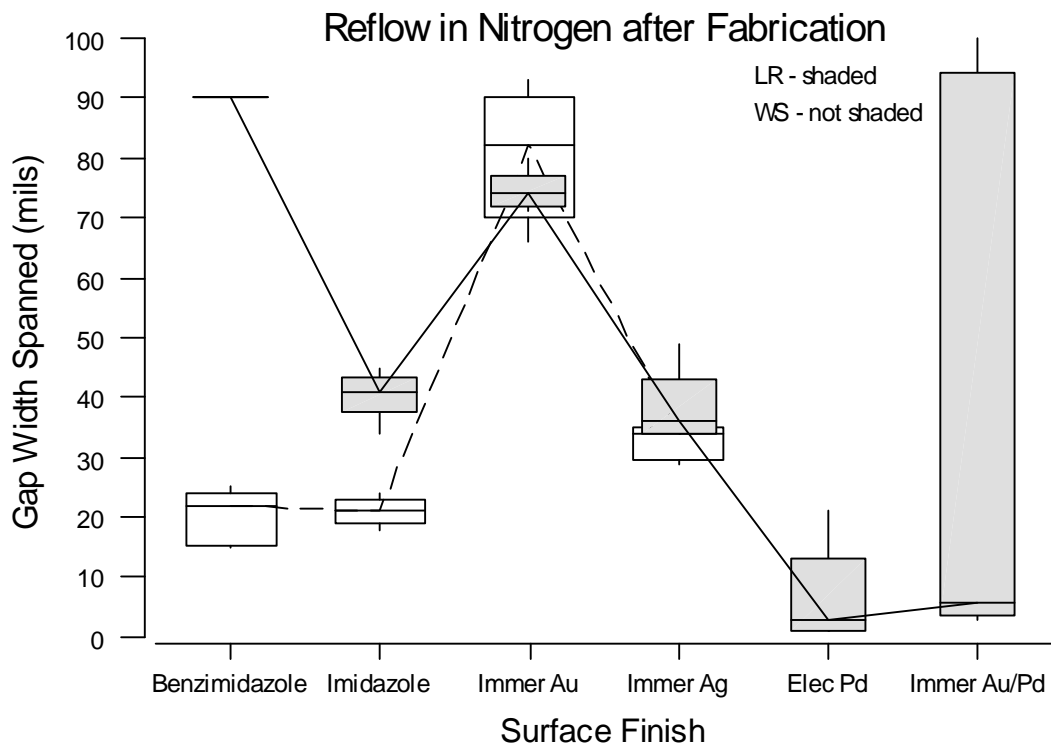 Reflow in Nitrogen after Fabrication
LR - shaded
WS - not shaded
Gap Width Spanned (mils)
100
90
80
70
60
50
40
30
20
10
0
Benzimidazole Imidazole Immer Au Immer Ag Elec Pd Immer Au/Pd
Surface Finish